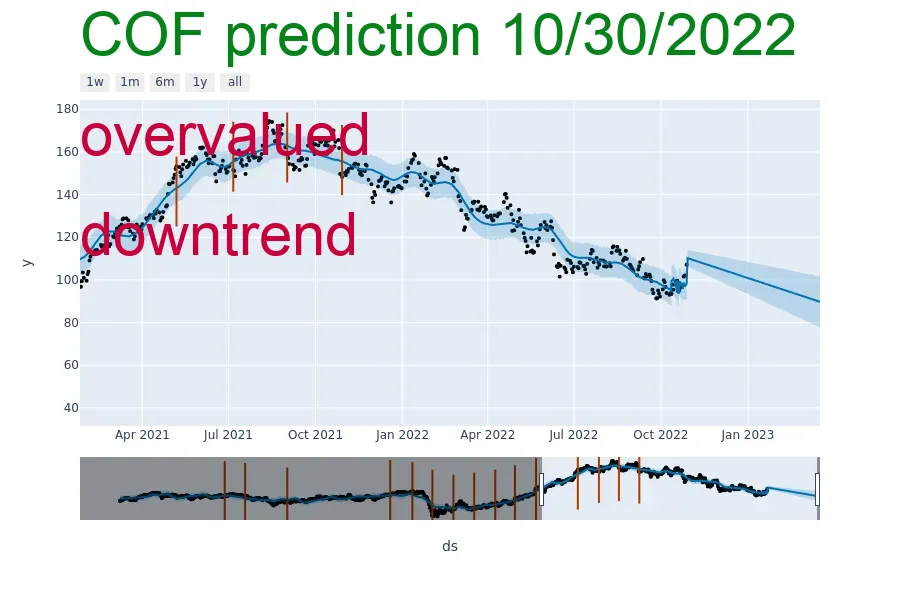 COF prediction 10/30/2022
1w 1m 6m 1y all
overvalued
downtrend
180
160
140
120
100
80
60
40
y
Apr 2021 Jul 2021 Oct 2021 Jan 2022 Apr 2022 Jul 2022 Oct 2022 Jan 2023
ds